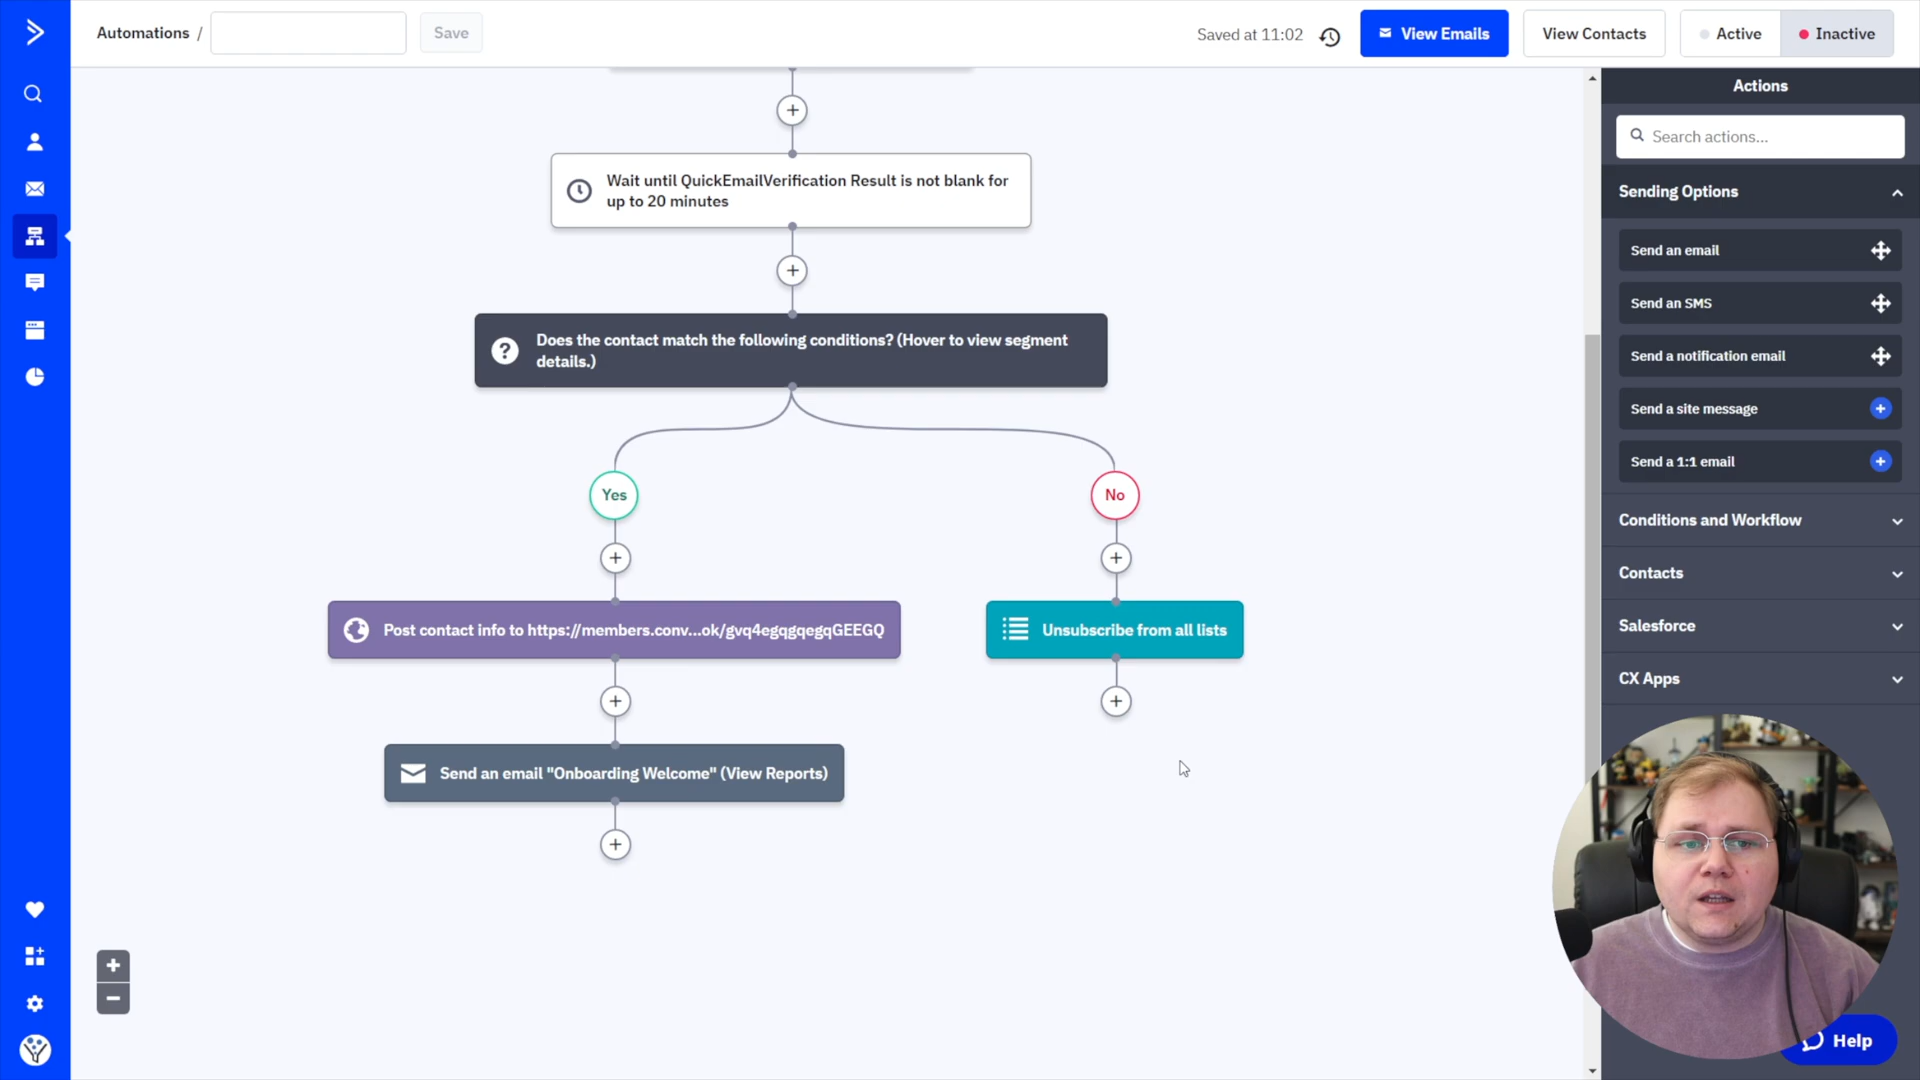 Automations /
Save
Saved at 11:02
View Emails
View Contacts
Active
Inactive
Actions
Search actions...
Sending Options
Send an email
Send an SMS
Send a notification email
Send a site message
Send a 1:1 email
Conditions and Workflow
Contacts
Salesforce
CX Apps
Wait until QuickEmailVerification Result is not blank for
up to 20 minutes
Does the contact match the following conditions? (Hover to view segment
details.)
Yes
No
Post contact info to https://members.conv...ok/gvq4egqgqegqGEEGQ
Unsubscribe from all lists
Send an email "Onboarding Welcome" (View Reports)
Help